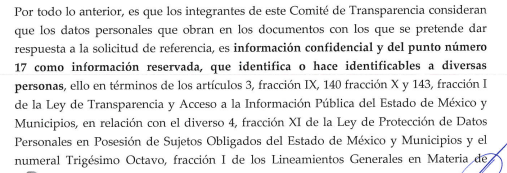 Por todo lo anterior, es que los integrantes de este Comité de Transparencia consideran
que los datos personales que obran en los documentos con los que se pretende dar
respuesta a la solicitud de referencia, es información confidencial y del punto número
17 como información reservada, que identifica o hace identificables a diversas
personas, ello en términos de los artículos 3, fracción IX, 140 fracción X y 143, fracción I
de la Ley de Transparencia y Acceso a la Información Pública del Estado de México y
Municipios, en relación con el diverso 4, fracción XI de la Ley de Protección de Datos
Personales en Posesión de Sujetos Obligados del Estado de México y Municipios y el
numeral Trigésimo Octavo, fracción I de los Lineamientos Generales en Materia de